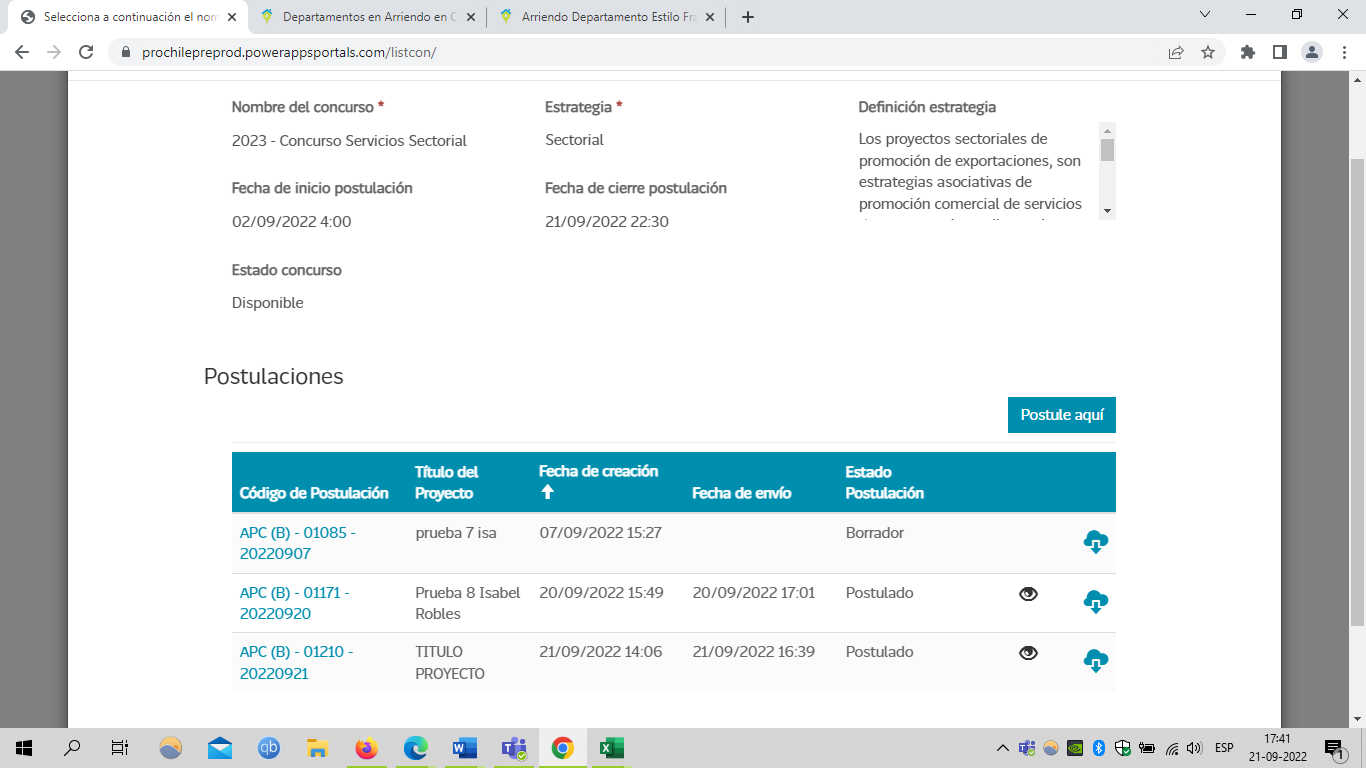 Selecciona a continuación el nom
Departamentos en Arriendo en C
Arriendo Departamento Estilo Fra
prochilepreprod.powerappsportals.com/listcon/
Nombre del concurso *
Estrategia *
Definición estrategia
2023 - Concurso Servicios Sectorial
Sectorial
Los proyectos sectoriales de
promoción de exportaciones, son
estrategias asociativas de
promoción comercial de servicios
Fecha de inicio postulación
Fecha de cierre postulación
02/09/2022 4:00
21/09/2022 22:30
Estado concurso
Disponible
Postulaciones
Postule aquí
Código de Postulación
Título del
Proyecto
Fecha de creación
Fecha de envío
Estado
Postulación
APC (B) - 01085 -
20220907
prueba 7 isa
07/09/2022 15:27
Borrador
APC (B) - 01171 -
20220920
Prueba 8 Isabel
Robles
20/09/2022 15:49
20/09/2022 17:01
Postulado
APC (B) - 01210 -
20220921
TITULO
PROYECTO
21/09/2022 14:06
21/09/2022 16:39
Postulado
qb
ESP
17:41
21-09-2022
1